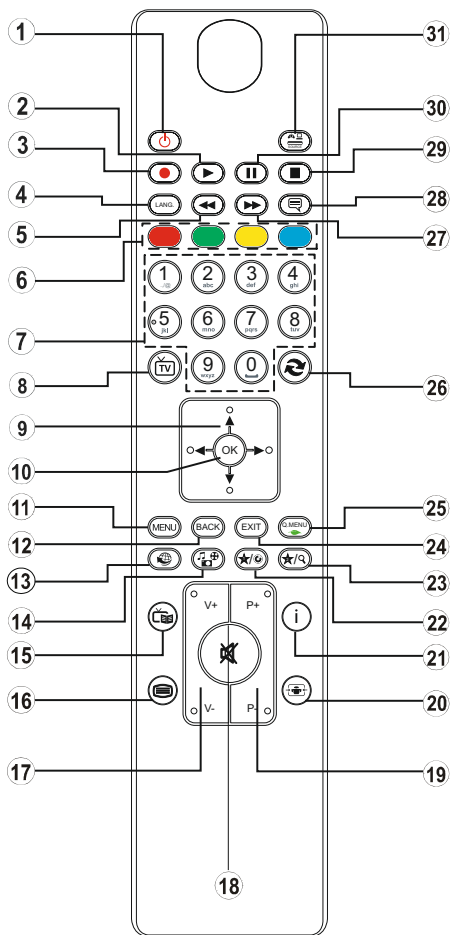 1
31
2
30
3
29
4
LANG.
28
5
27
6
1 2 3 4
./@ abc def ghi
5 6 7 8
jkl mno pqrs tuv
7
8
TV
9 0
wxyz
26
9
10
OK
11
MENU BACK EXIT Q.MENU
25
12
24
13
23
14
22
V+ P+
15
i
21
16
20
V- P-
17
19
18